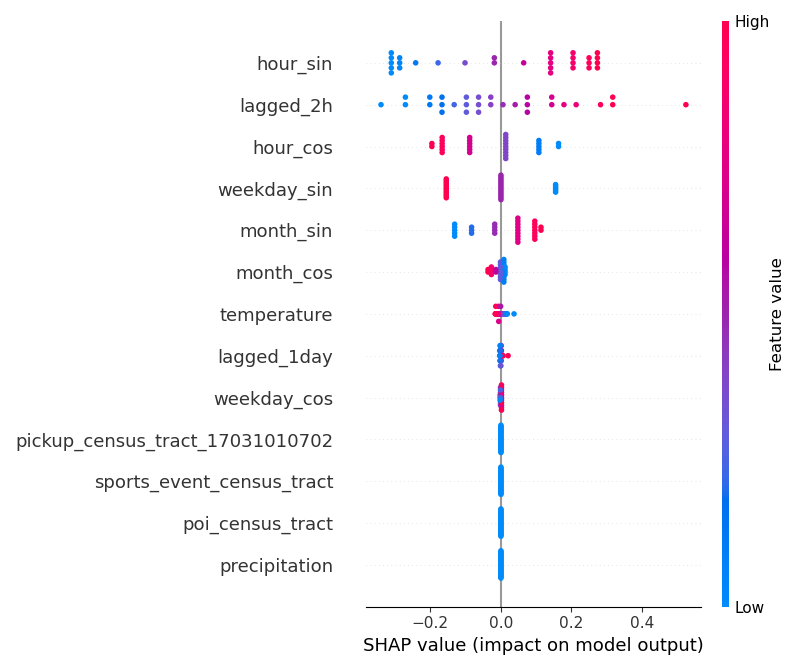 High
hour_sin
lagged_2h
hour_cos
weekday_sin
month_sin
month_cos
temperature
lagged_1day
weekday_cos
pickup_census_tract_17031010702
sports_event_census_tract
poi_census_tract
precipitation
Feature value
Low
−0.2 0.0 0.2 0.4
SHAP value (impact on model output)